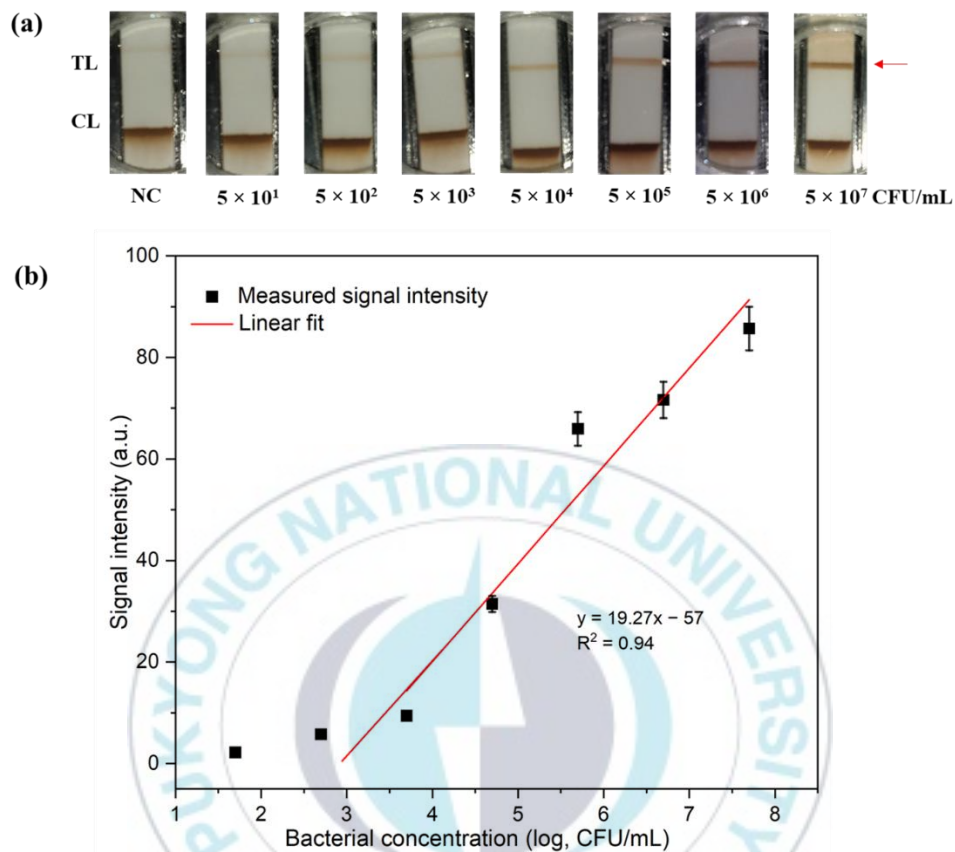 (a)
TL
CL
NC 5 × 10¹ 5 × 10² 5 × 10³ 5 × 10⁴ 5 × 10⁵ 5 × 10⁶ 5 × 10⁷ CFU/mL
(b)
100
80
60
40
20
0
Signal intensity (a.u.)
Measured signal intensity
Linear fit
y = 19.27x − 57
R² = 0.94
1 2 3 4 5 6 7 8
Bacterial concentration (log, CFU/mL)
PUKYONG NATIONAL UNIVERSITY